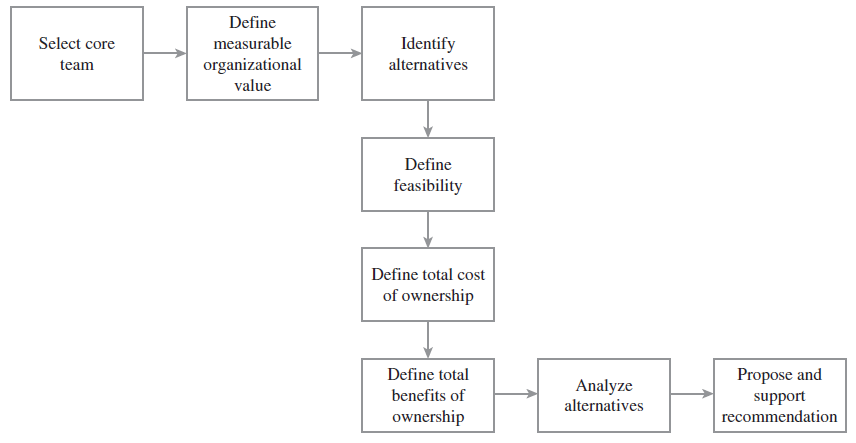 Select core
team
Define
measurable
organizational
value
Identify
alternatives
Define
feasibility
Define total cost
of ownership
Define total
benefits of
ownership
Analyze
alternatives
Propose and
support
recommendation